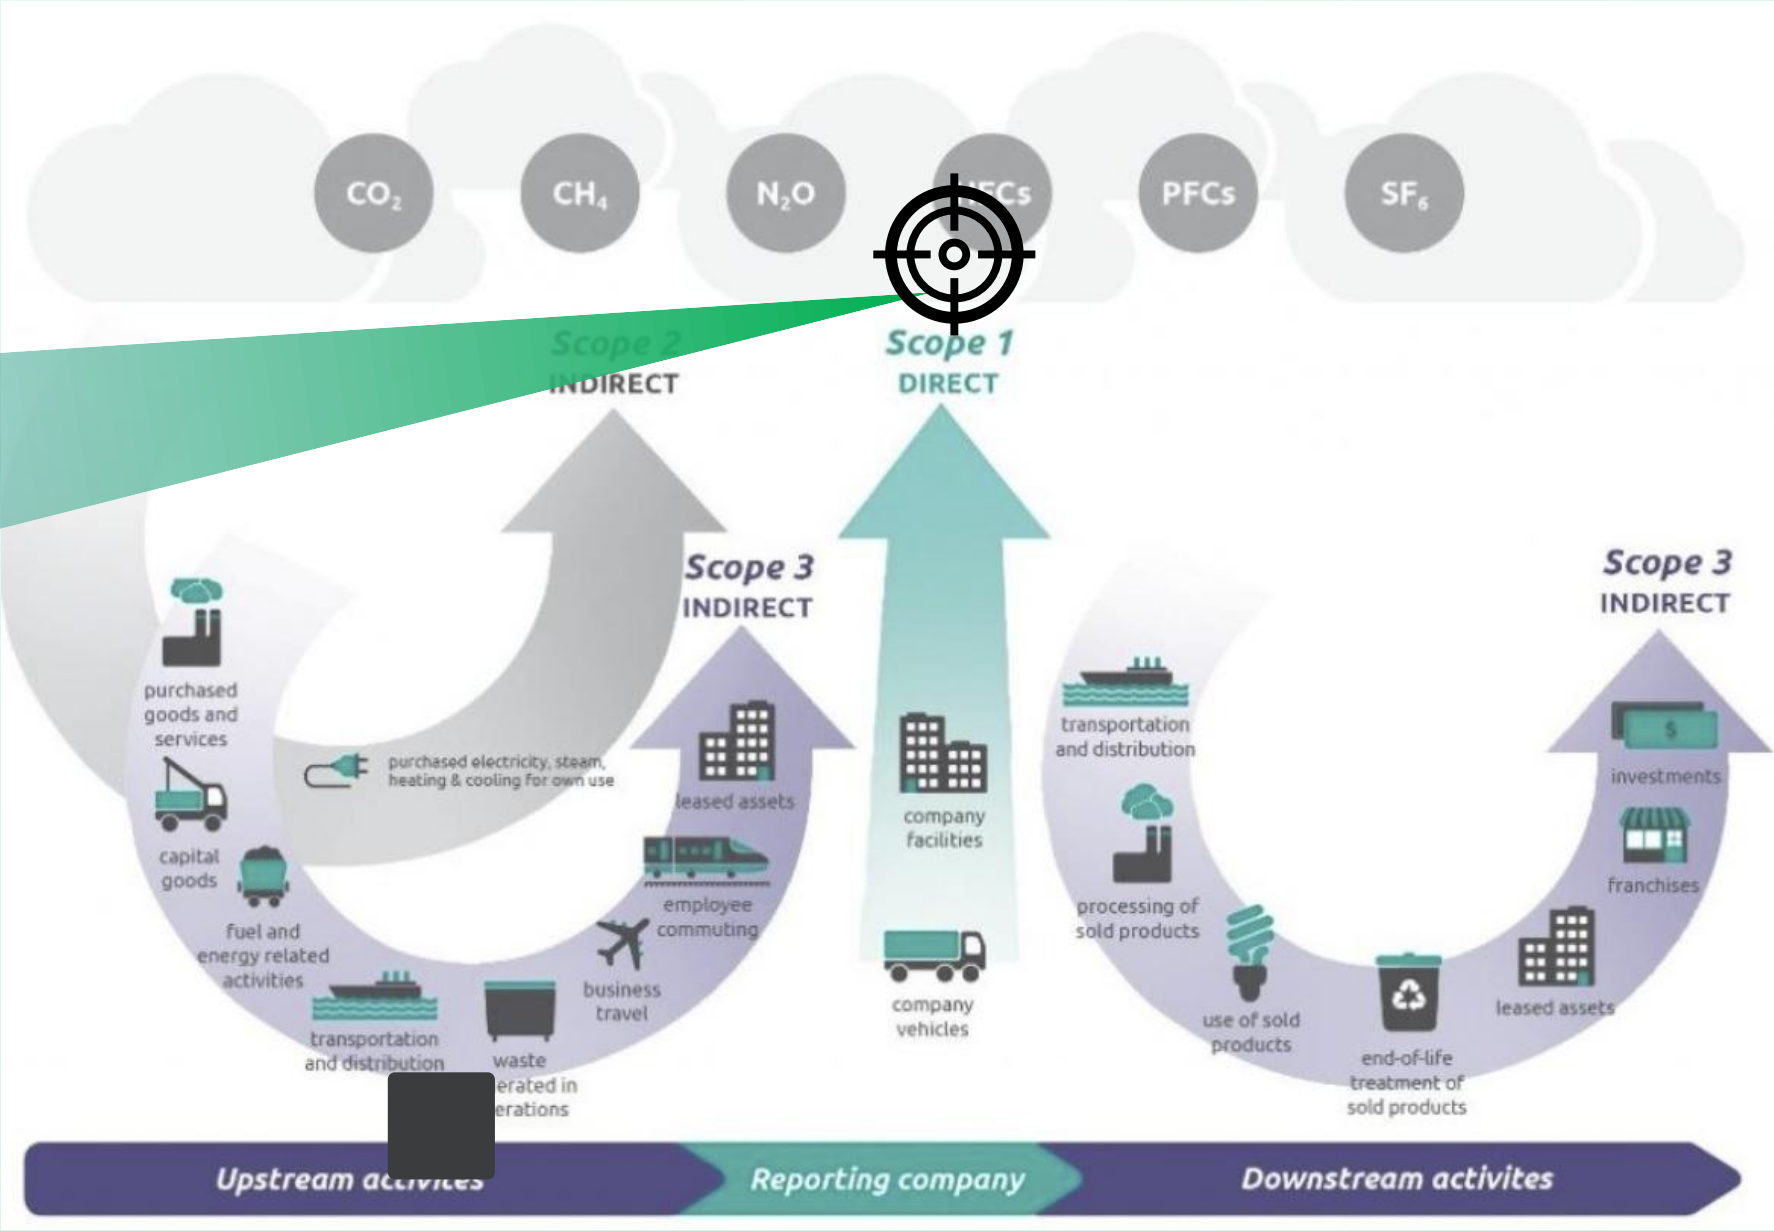 CO₂
CH₄
N₂O
PFCs
SF₆
Scope 2
INDIRECT
Scope 1
DIRECT
Scope 3
INDIRECT
Scope 3
INDIRECT
purchased
goods and
services
capital
goods
fuel and
energy related
activities
transportation
and distribution
waste
business
travel
employee
commuting
leased assets
purchased electricity, steam,
heating & cooling for own use
company
facilities
company
vehicles
transportation
and distribution
processing of
sold products
use of sold
products
end-of-life
treatment of
sold products
leased assets
franchises
investments
$
Upstream
Reporting company
Downstream activites